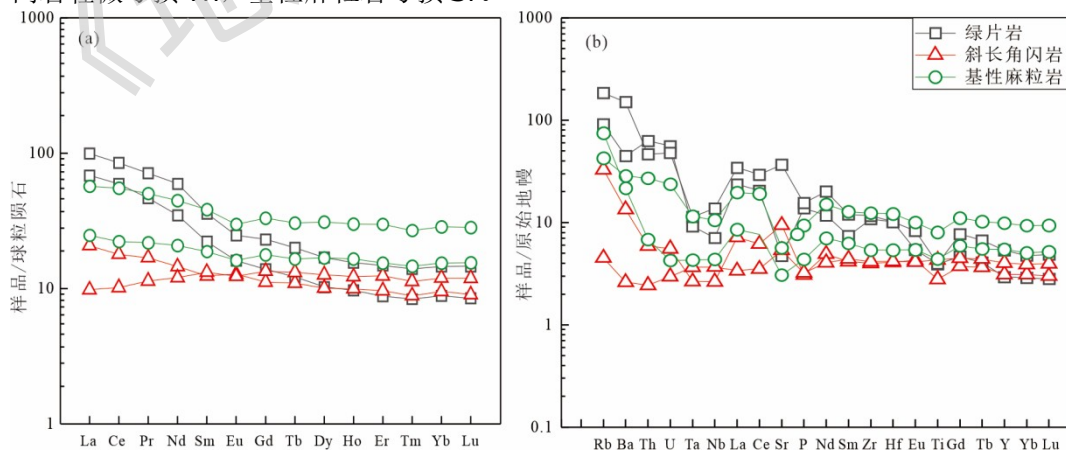 1000
(a)
100
10
1
样品/球粒陨石
La Ce Pr Nd Sm Eu Gd Tb Dy Ho Er Tm Yb Lu
1000
(b)
绿片岩
斜长角闪岩
基性麻粒岩
100
10
1
0.1
样品/原始地幔
Rb Ba Th U Ta Nb La Ce Sr P Nd Sm Zr Hf Eu Ti Gd Tb Y Yb Lu